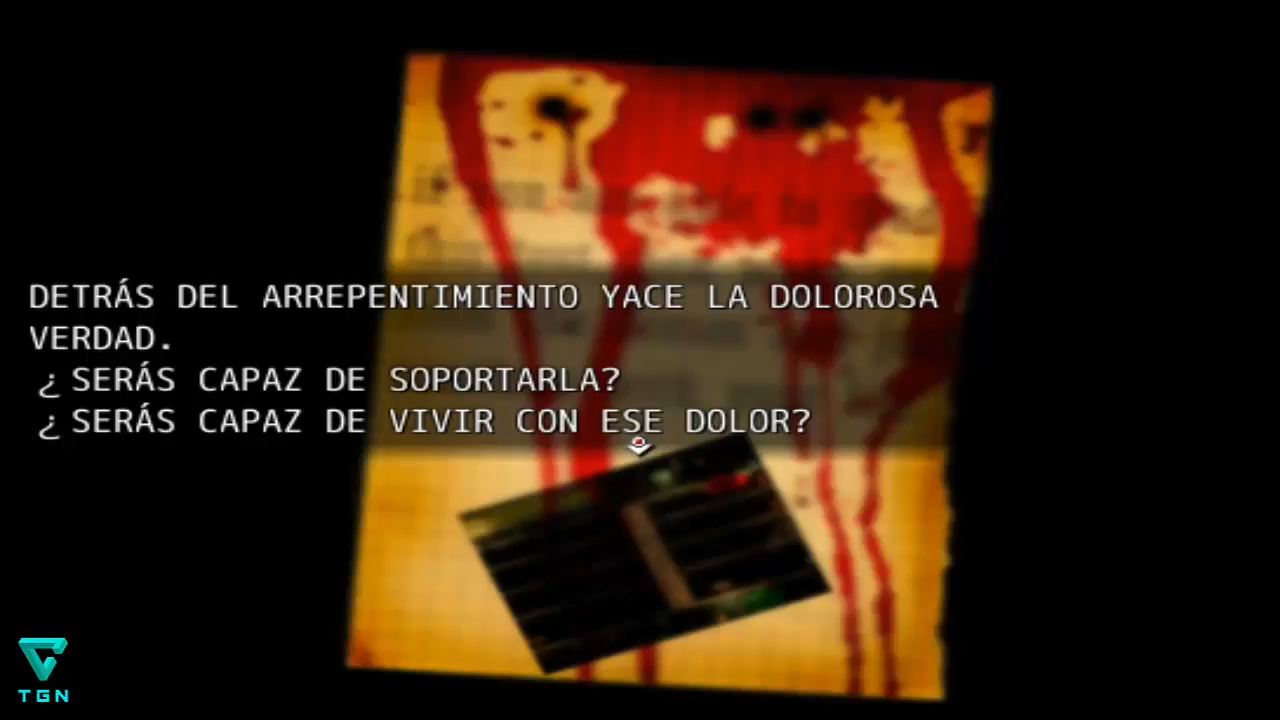 DETRÁS DEL ARREPENTIMIENTO YACE LA DOLOROSA
VERDAD.
¿SERÁS CAPAZ DE SOPORTARLA?
¿SERÁS CAPAZ DE VIVIR CON ESE DOLOR?
TGN